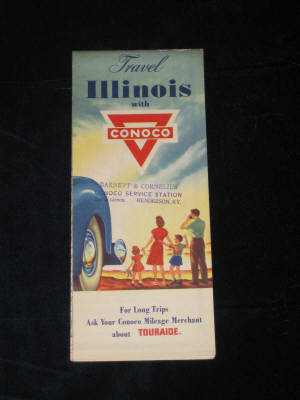 Travel
Illinois
with
CONOCO
BARNETT & CORNELIUS
CONOCO SERVICE STATION
HENDERSON, KY.
For Long Trips
Ask Your Conoco Mileage Merchant
about TOURAIDE.